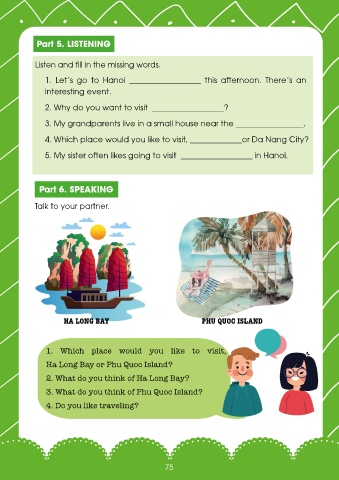 Part 5. LISTENING
Listen and fill in the missing words.
1. Let's go to Hanoi ________________ this afternoon. There's an
interesting event.
2. Why do you want to visit ________________?
3. My grandparents live in a small house near the ________________.
4. Which place would you like to visit, ____________or Da Nang City?
5. My sister often likes going to visit ________________ in Hanoi.
Part 6. SPEAKING
Talk to your partner.
HA LONG BAY
PHU QUOC ISLAND
1. Which place would you like to visit,
Ha Long Bay or Phu Quoc Island?
2. What do you think of Ha Long Bay?
3. What do you think of Phu Quoc Island?
4. Do you like traveling?
75